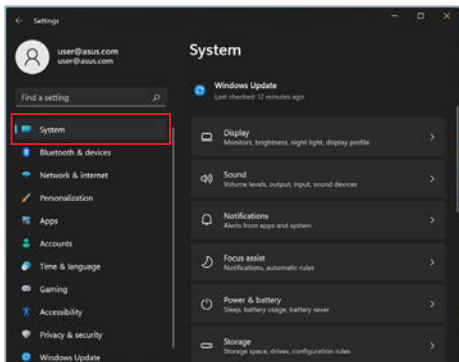 Settings
user@asus.com
user@asus.com
System
Windows Update
Last checked: 12 minutes ago
Find a setting
System
Bluetooth & devices
Network & internet
Personalization
Apps
Accounts
Time & language
Gaming
Accessibility
Privacy & security
Windows Update
Display
Monitors, brightness, night light, display profile
Sound
Volume levels, output, input, sound devices
Notifications
Alerts from apps and system
Focus assist
Notifications, automatic rules
Power & battery
Sleep, battery usage, battery saver
Storage
Storage space, drives, configuration rules